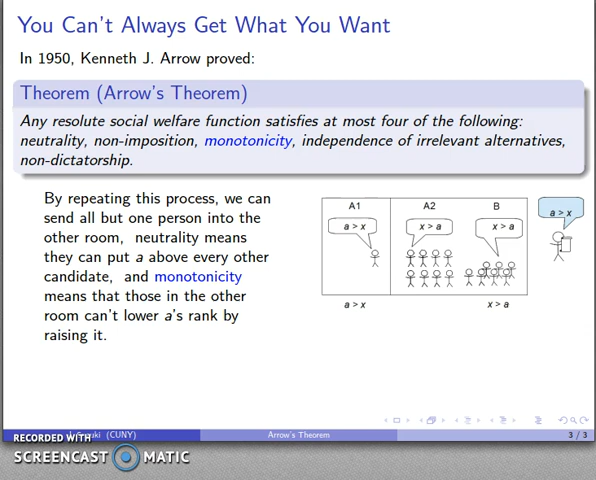 You Can't Always Get What You Want
In 1950, Kenneth J. Arrow proved:
Theorem (Arrow's Theorem)
Any resolute social welfare function satisfies at most four of the following:
neutrality, non-imposition, monotonicity, independence of irrelevant alternatives,
non-dictatorship.
By repeating this process, we can
send all but one person into the
other room, neutrality means
they can put a above every other
candidate, and monotonicity
means that those in the other
room can't lower a's rank by
raising it.
A1 A2 B
a > x x > a x > a a > x
a > x x > a
(CUNY) Arrow's Theorem 3 / 3
RECORDED WITH
SCREENCAST MATIC